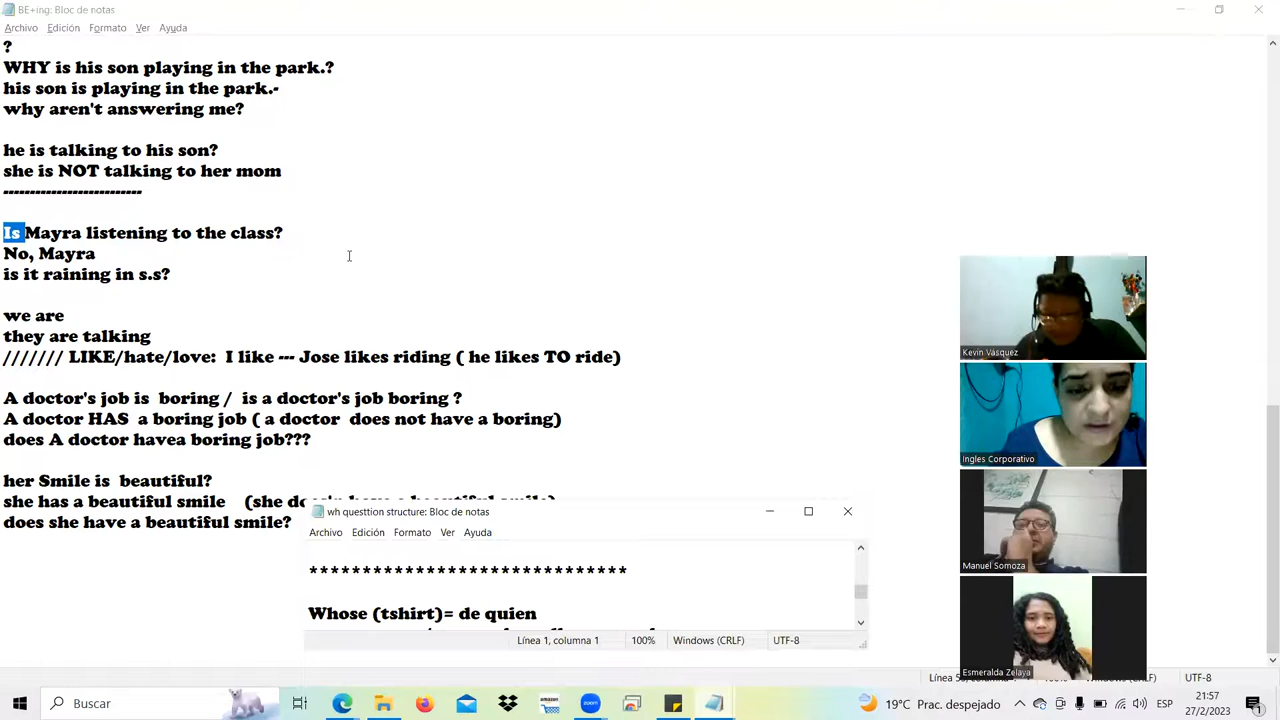 BE+ing: Bloc de notas
Archivo Edición Formato Ver Ayuda
?
WHY is his son playing in the park.?
his son is playing in the park.-
why aren't answering me?
he is talking to his son?
she is NOT talking to her mom
--------------------------
Is Mayra listening to the class?
No, Mayra
is it raining in s.s?
we are
they are talking
/////// LIKE/hate/love: I like --- Jose likes riding ( he likes TO ride)
A doctor's job is boring / is a doctor's job boring ?
A doctor HAS a boring job ( a doctor does not have a boring)
does A doctor havea boring job???
her Smile is beautiful?
she has a beautiful smile
does she have a beautiful smile?
wh questtion structure: Bloc de notas
Archivo Edición Formato Ver Ayuda
*****************************
Whose (tshirt)= de quien
Línea 1, columna 1 100% Windows (CRLF) UTF-8
Kevin Vásquez
Ingles Corporativo
Manuel Somoza
Esmeralda Zelaya
UTF-8
Buscar
amazon
zoom
19°C Prac. despejado
ESP
21:57
27/2/2023
1